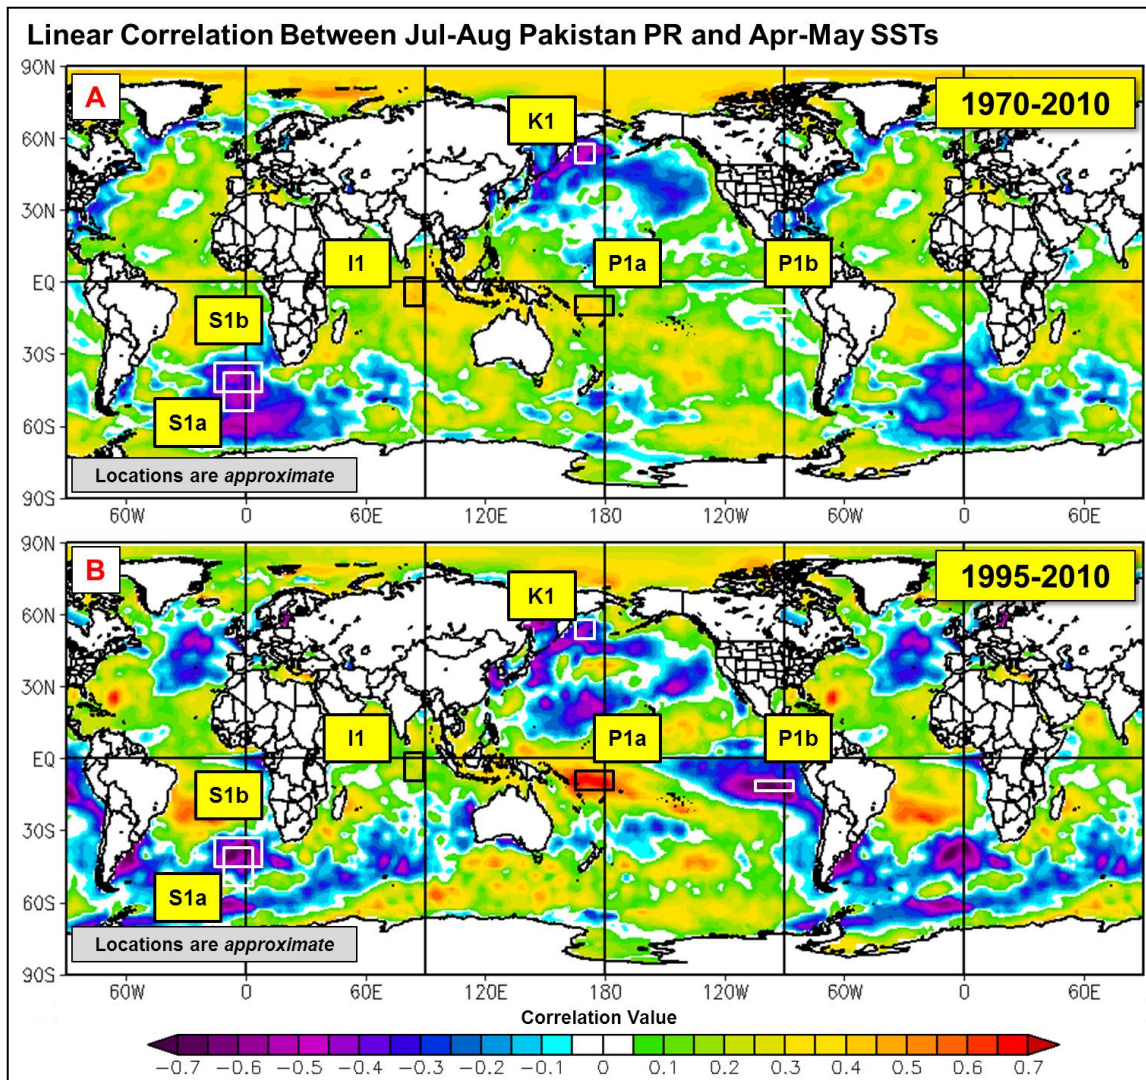 Linear Correlation Between Jul-Aug Pakistan PR and Apr-May SSTs
90N
A
1970-2010
K1
60N
30N
I1
P1a
P1b
EQ
S1b
30S
S1a
60S
Locations are approximate
90S
60W 0 60E 120E 180 120W 60W 0 60E
90N
B
1995-2010
K1
60N
30N
I1
P1a
P1b
EQ
S1b
30S
S1a
60S
Locations are approximate
90S
60W 0 60E 120E 180 120W 60W 0 60E
Correlation Value
-0.7 -0.6 -0.5 -0.4 -0.3 -0.2 -0.1 0 0.1 0.2 0.3 0.4 0.5 0.6 0.7